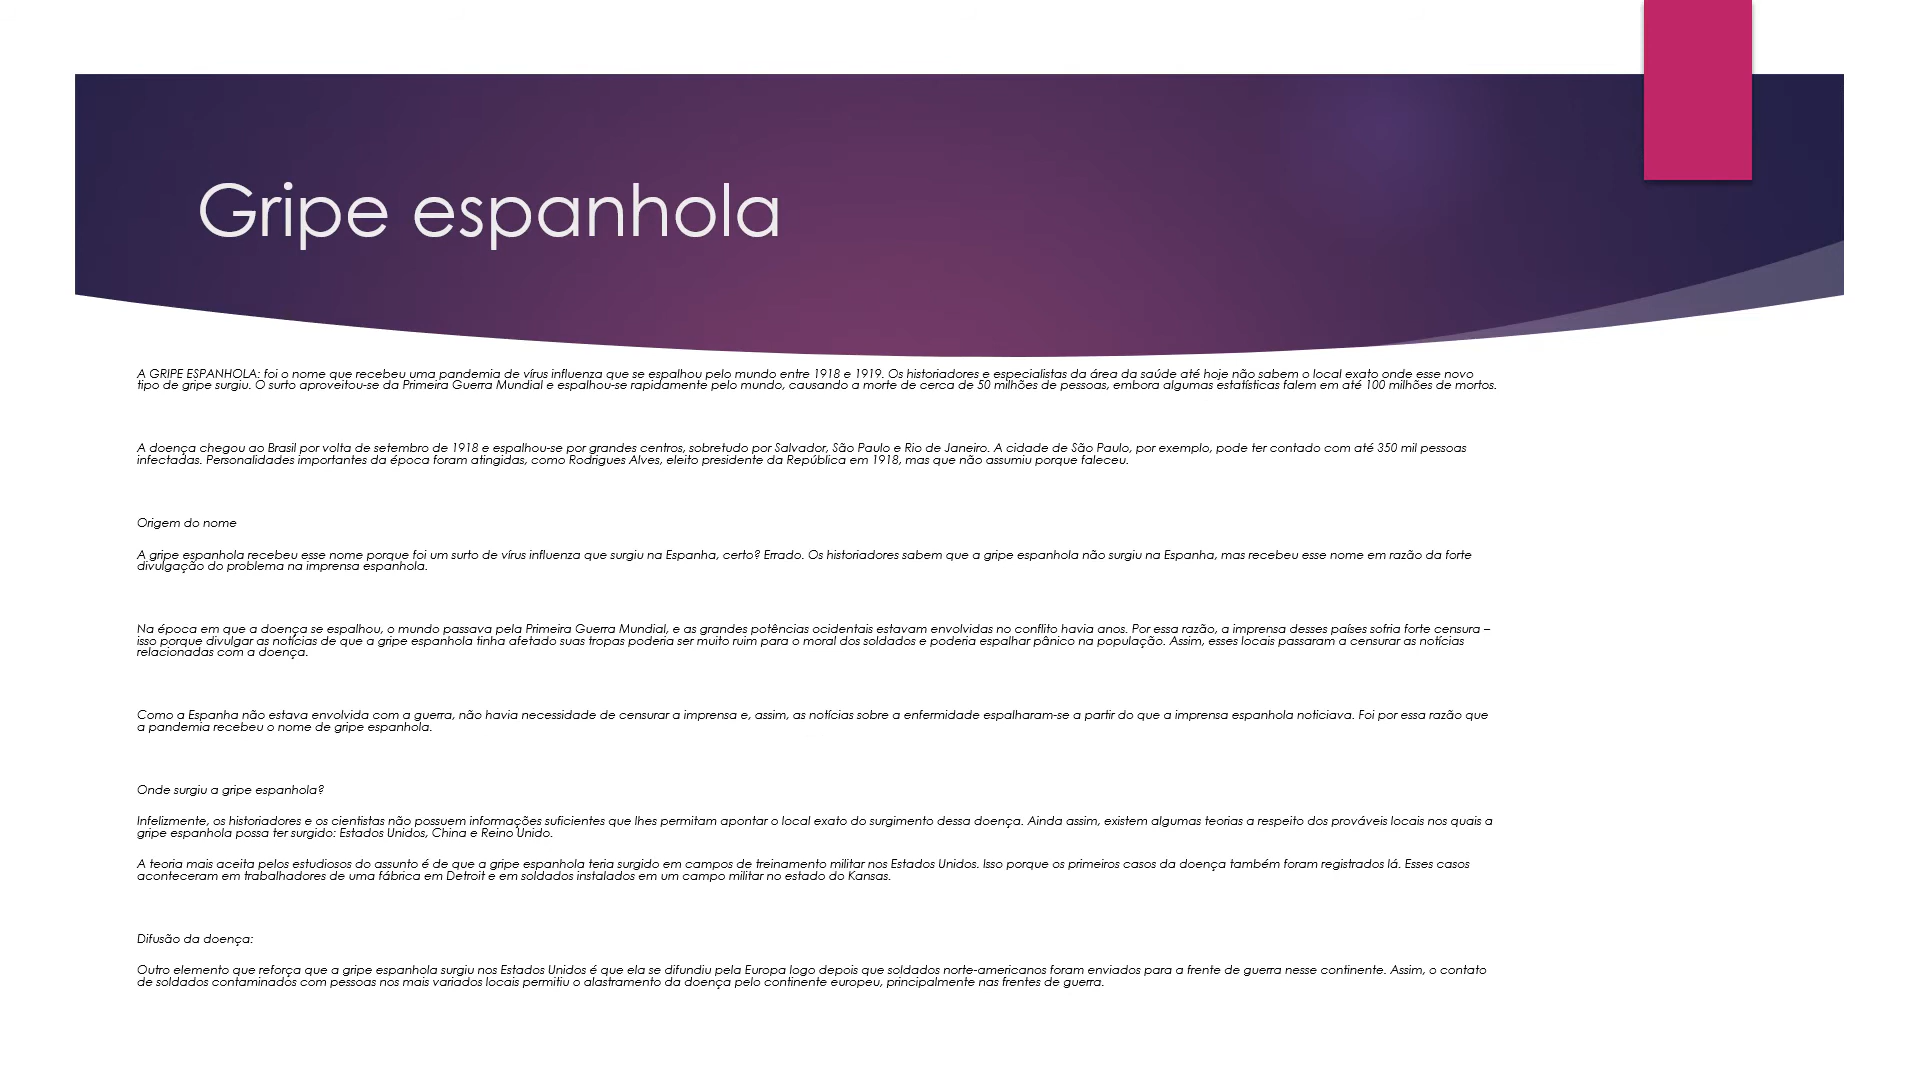 Gripe espanhola
A GRIPE ESPANHOLA: foi o nome que recebeu uma pandemia de vírus influenza que se espalhou pelo mundo entre 1918 e 1919. Os historiadores e especialistas da área da saúde até hoje não sabem o local exato onde esse novo
tipo de gripe surgiu. O surto aproveitou-se da Primeira Guerra Mundial e espalhou-se rapidamente pelo mundo, causando a morte de cerca de 50 milhões de pessoas, embora algumas estatísticas falem em até 100 milhões de mortos.
A doença chegou ao Brasil por volta de setembro de 1918 e espalhou-se por grandes centros, sobretudo por Salvador, São Paulo e Rio de Janeiro. A cidade de São Paulo, por exemplo, pode ter contado com até 350 mil pessoas
infectadas. Personalidades importantes da época foram atingidas, como Rodrigues Alves, eleito presidente da República em 1918, mas que não assumiu porque faleceu.
Origem do nome
A gripe espanhola recebeu esse nome porque foi um surto de vírus influenza que surgiu na Espanha, certo? Errado. Os historiadores sabem que a gripe espanhola não surgiu na Espanha, mas recebeu esse nome em razão da forte
divulgação do problema na imprensa espanhola.
Na época em que a doença se espalhou, o mundo passava pela Primeira Guerra Mundial, e as grandes potências ocidentais estavam envolvidas no conflito havia anos. Por essa razão, a imprensa desses países sofria forte censura –
isso porque divulgar as notícias de que a gripe espanhola tinha afetado suas tropas poderia ser muito ruim para o moral dos soldados e poderia espalhar pânico na população. Assim, esses locais passaram a censurar as notícias
relacionadas com a doença.
Como a Espanha não estava envolvida com a guerra, não havia necessidade de censurar a imprensa e, assim, as notícias sobre a enfermidade espalharam-se a partir do que a imprensa espanhola noticiava. Foi por essa razão que
a pandemia recebeu o nome de gripe espanhola.
Onde surgiu a gripe espanhola?
Infelizmente, os historiadores e os cientistas não possuem informações suficientes que lhes permitam apontar o local exato do surgimento dessa doença. Ainda assim, existem algumas teorias a respeito dos prováveis locais nos quais a
gripe espanhola possa ter surgido: Estados Unidos, China e Reino Unido.
A teoria mais aceita pelos estudiosos do assunto é de que a gripe espanhola teria surgido em campos de treinamento militar nos Estados Unidos. Isso porque os primeiros casos da doença também foram registrados lá. Esses casos
aconteceram em trabalhadores de uma fábrica em Detroit e em soldados instalados em um campo militar no estado do Kansas.
Difusão da doença:
Outro elemento que reforça que a gripe espanhola surgiu nos Estados Unidos é que ela se difundiu pela Europa logo depois que soldados norte-americanos foram enviados para a frente de guerra nesse continente. Assim, o contato
de soldados contaminados com pessoas nos mais variados locais permitiu o alastramento da doença pelo continente europeu, principalmente nas frentes de guerra.